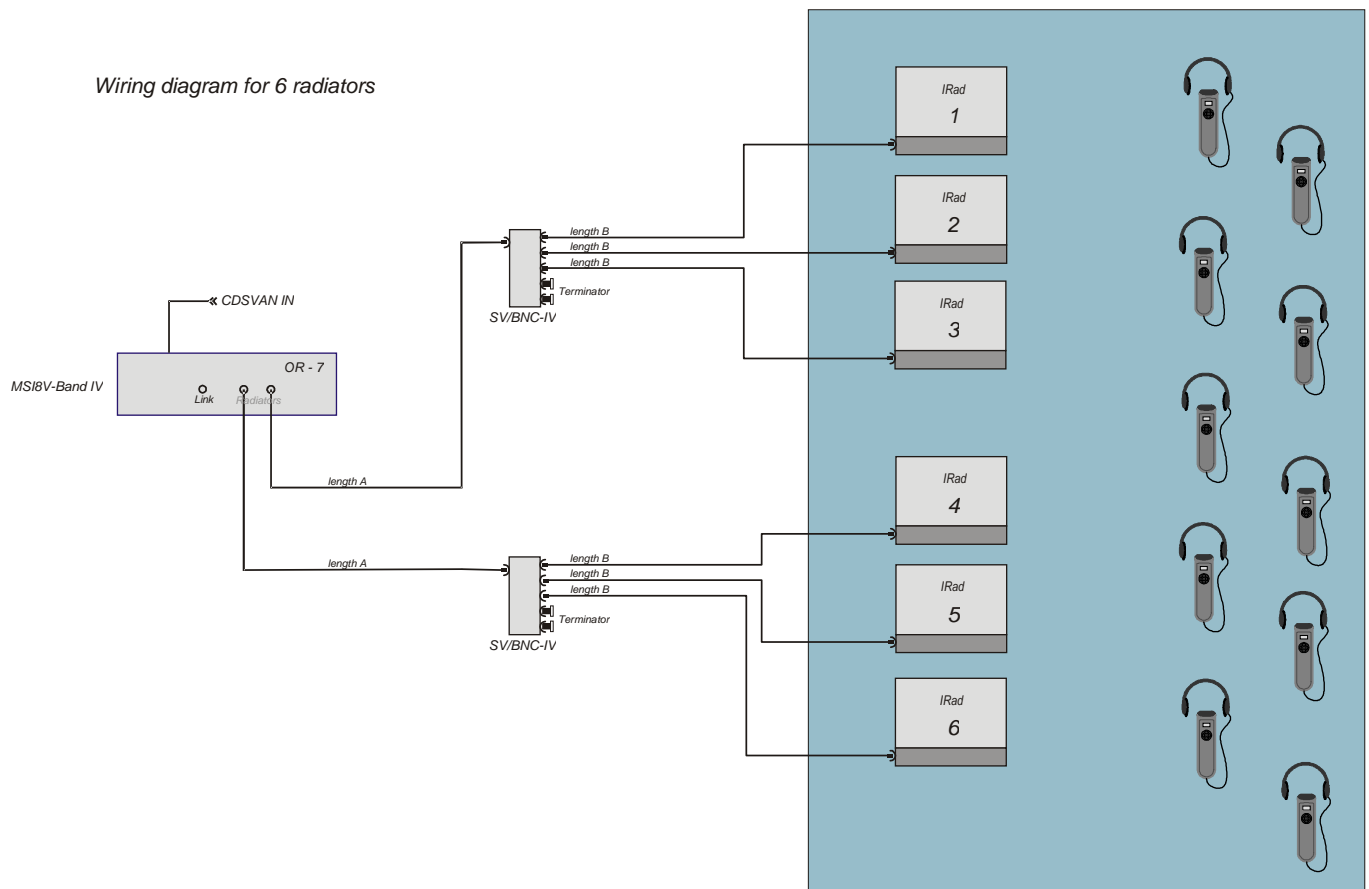 Wiring diagram for 6 radiators
IRad
1
IRad
2
length B
length B
length B
Terminator
SV/BNC-IV
CDSVAN IN
IRad
3
OR - 7
MSI8V-Band IV
Link
Radiators
length A
IRad
4
length A
length B
length B
length B
Terminator
SV/BNC-IV
IRad
5
IRad
6